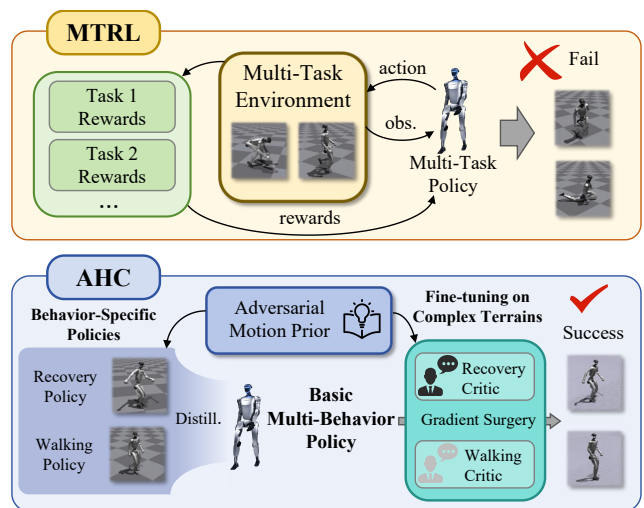 MTRL
Task 1
Rewards
Task 2
Rewards
...
Multi-Task
Environment
action
obs.
Multi-Task
Policy
rewards
Fail
AHC
Behavior-Specific
Policies
Recovery
Policy
Walking
Policy
Distill.
Adversarial
Motion Prior
Basic
Multi-Behavior
Policy
Fine-tuning on
Complex Terrains
Recovery
Critic
Gradient Surgery
Walking
Critic
Success